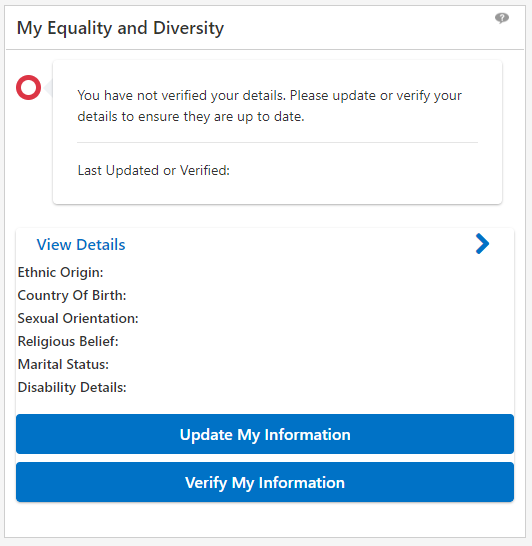 My Equality and Diversity
?
You have not verified your details. Please update or verify your
details to ensure they are up to date.
Last Updated or Verified:
View Details
Ethnic Origin:
Country Of Birth:
Sexual Orientation:
Religious Belief:
Marital Status:
Disability Details:
Update My Information
Verify My Information